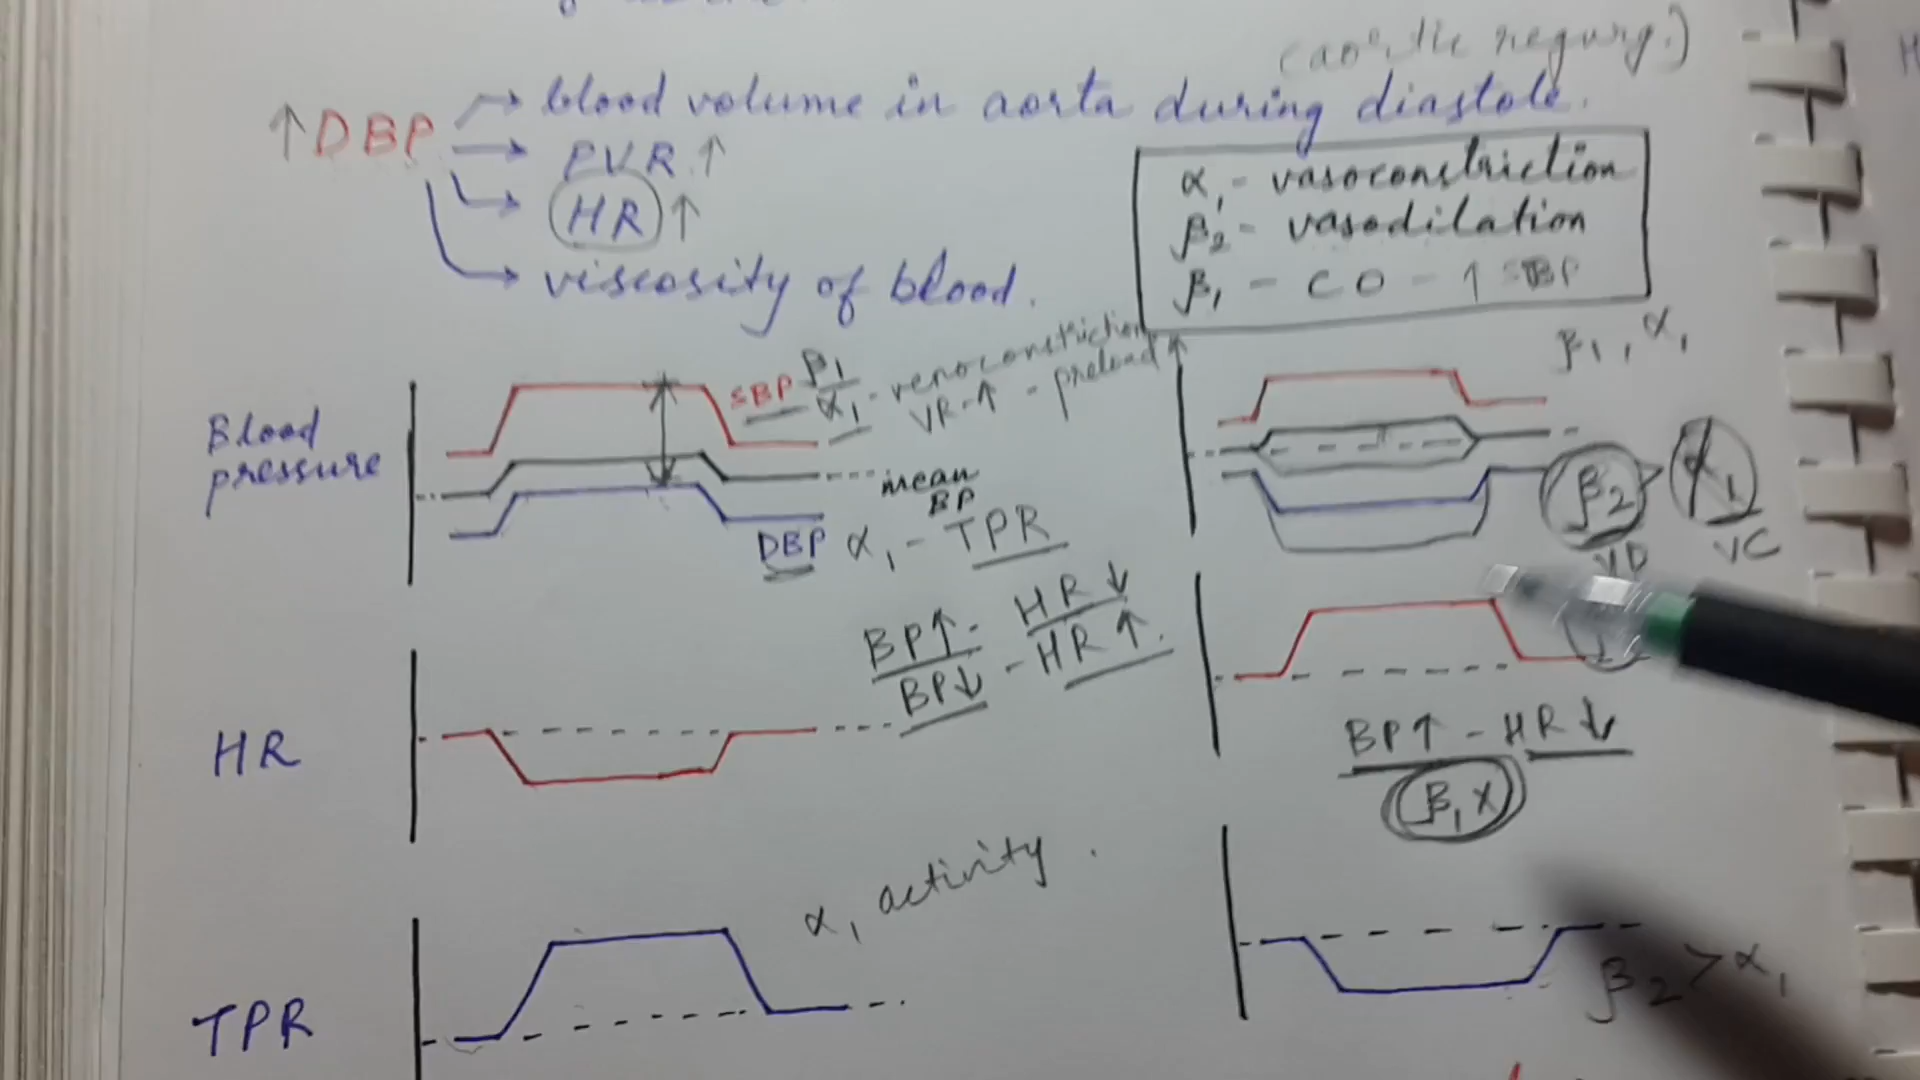 (aortic regurg.)
↑DBP → blood volume in aorta during diastole.
→ PVR ↑
→ HR ↑
→ viscosity of blood.
α₁ - vasoconstriction
β₂ - vasodilation
β₁ - CO - ↑ SBP
Blood
pressure
SBP β₁
α₁ - venoconstriction
VR-↑ - preload
mean
BP
DBP α₁ - TPR
β₁, α₁
β₂ > α₁
VD VC
BP↑ - HR↓
BP↓ - HR↑.
HR
BP↑ - HR↓
β₁ X
α₁ activity.
TPR
β₂ > α₁
H